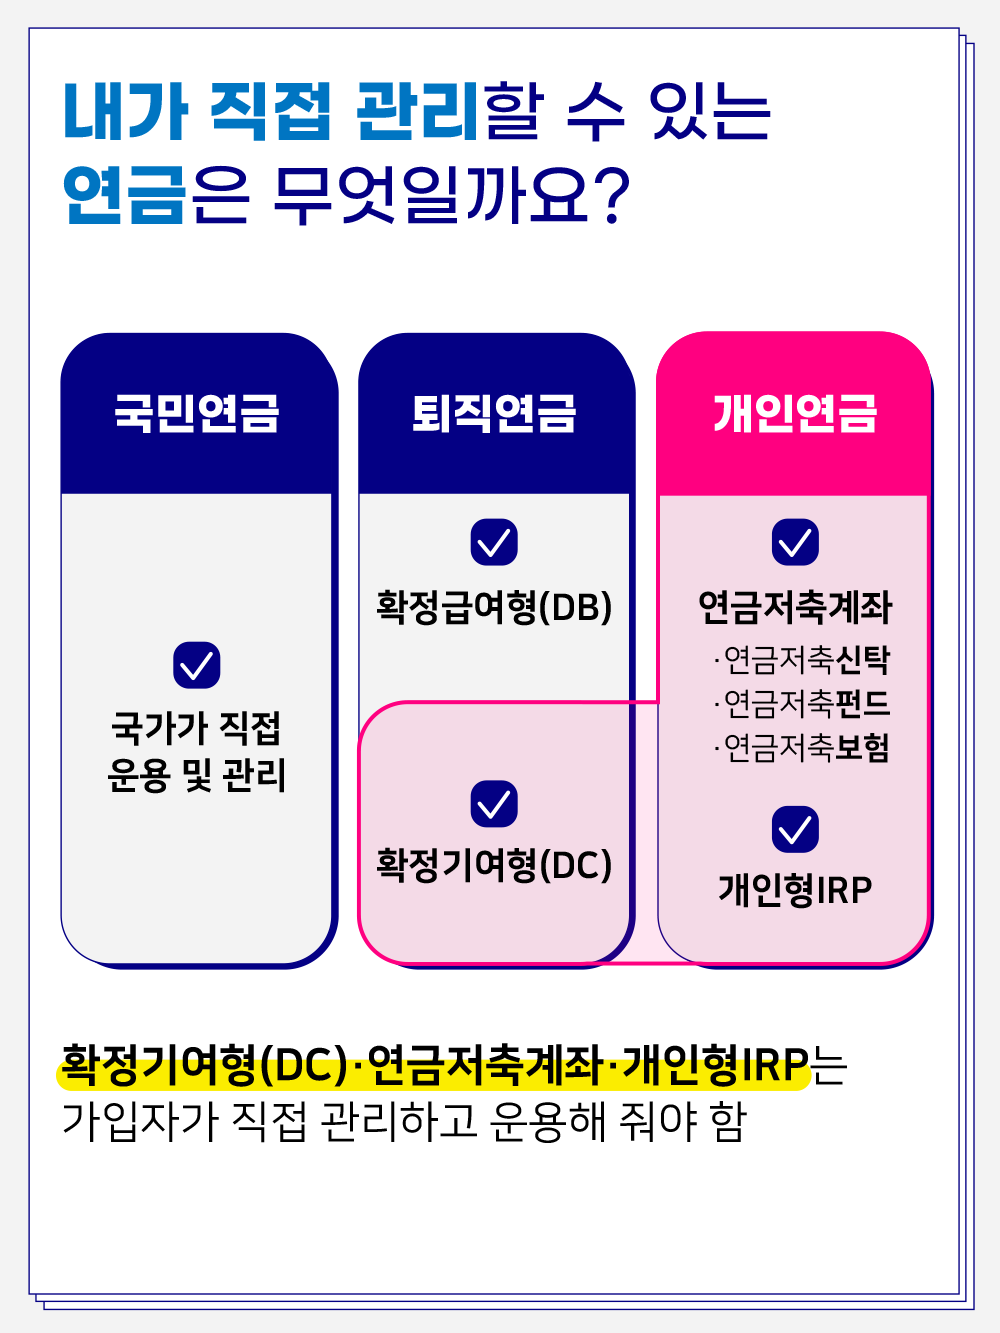 내가 직접 관리할 수 있는
연금은 무엇일까요?
국민연금
국가가 직접
운용 및 관리
퇴직연금
확정급여형(DB)
확정기여형(DC)
개인연금
연금저축계좌
·연금저축신탁
·연금저축펀드
·연금저축보험
개인형IRP
확정기여형(DC)·연금저축계좌·개인형IRP는
가입자가 직접 관리하고 운용해 줘야 함